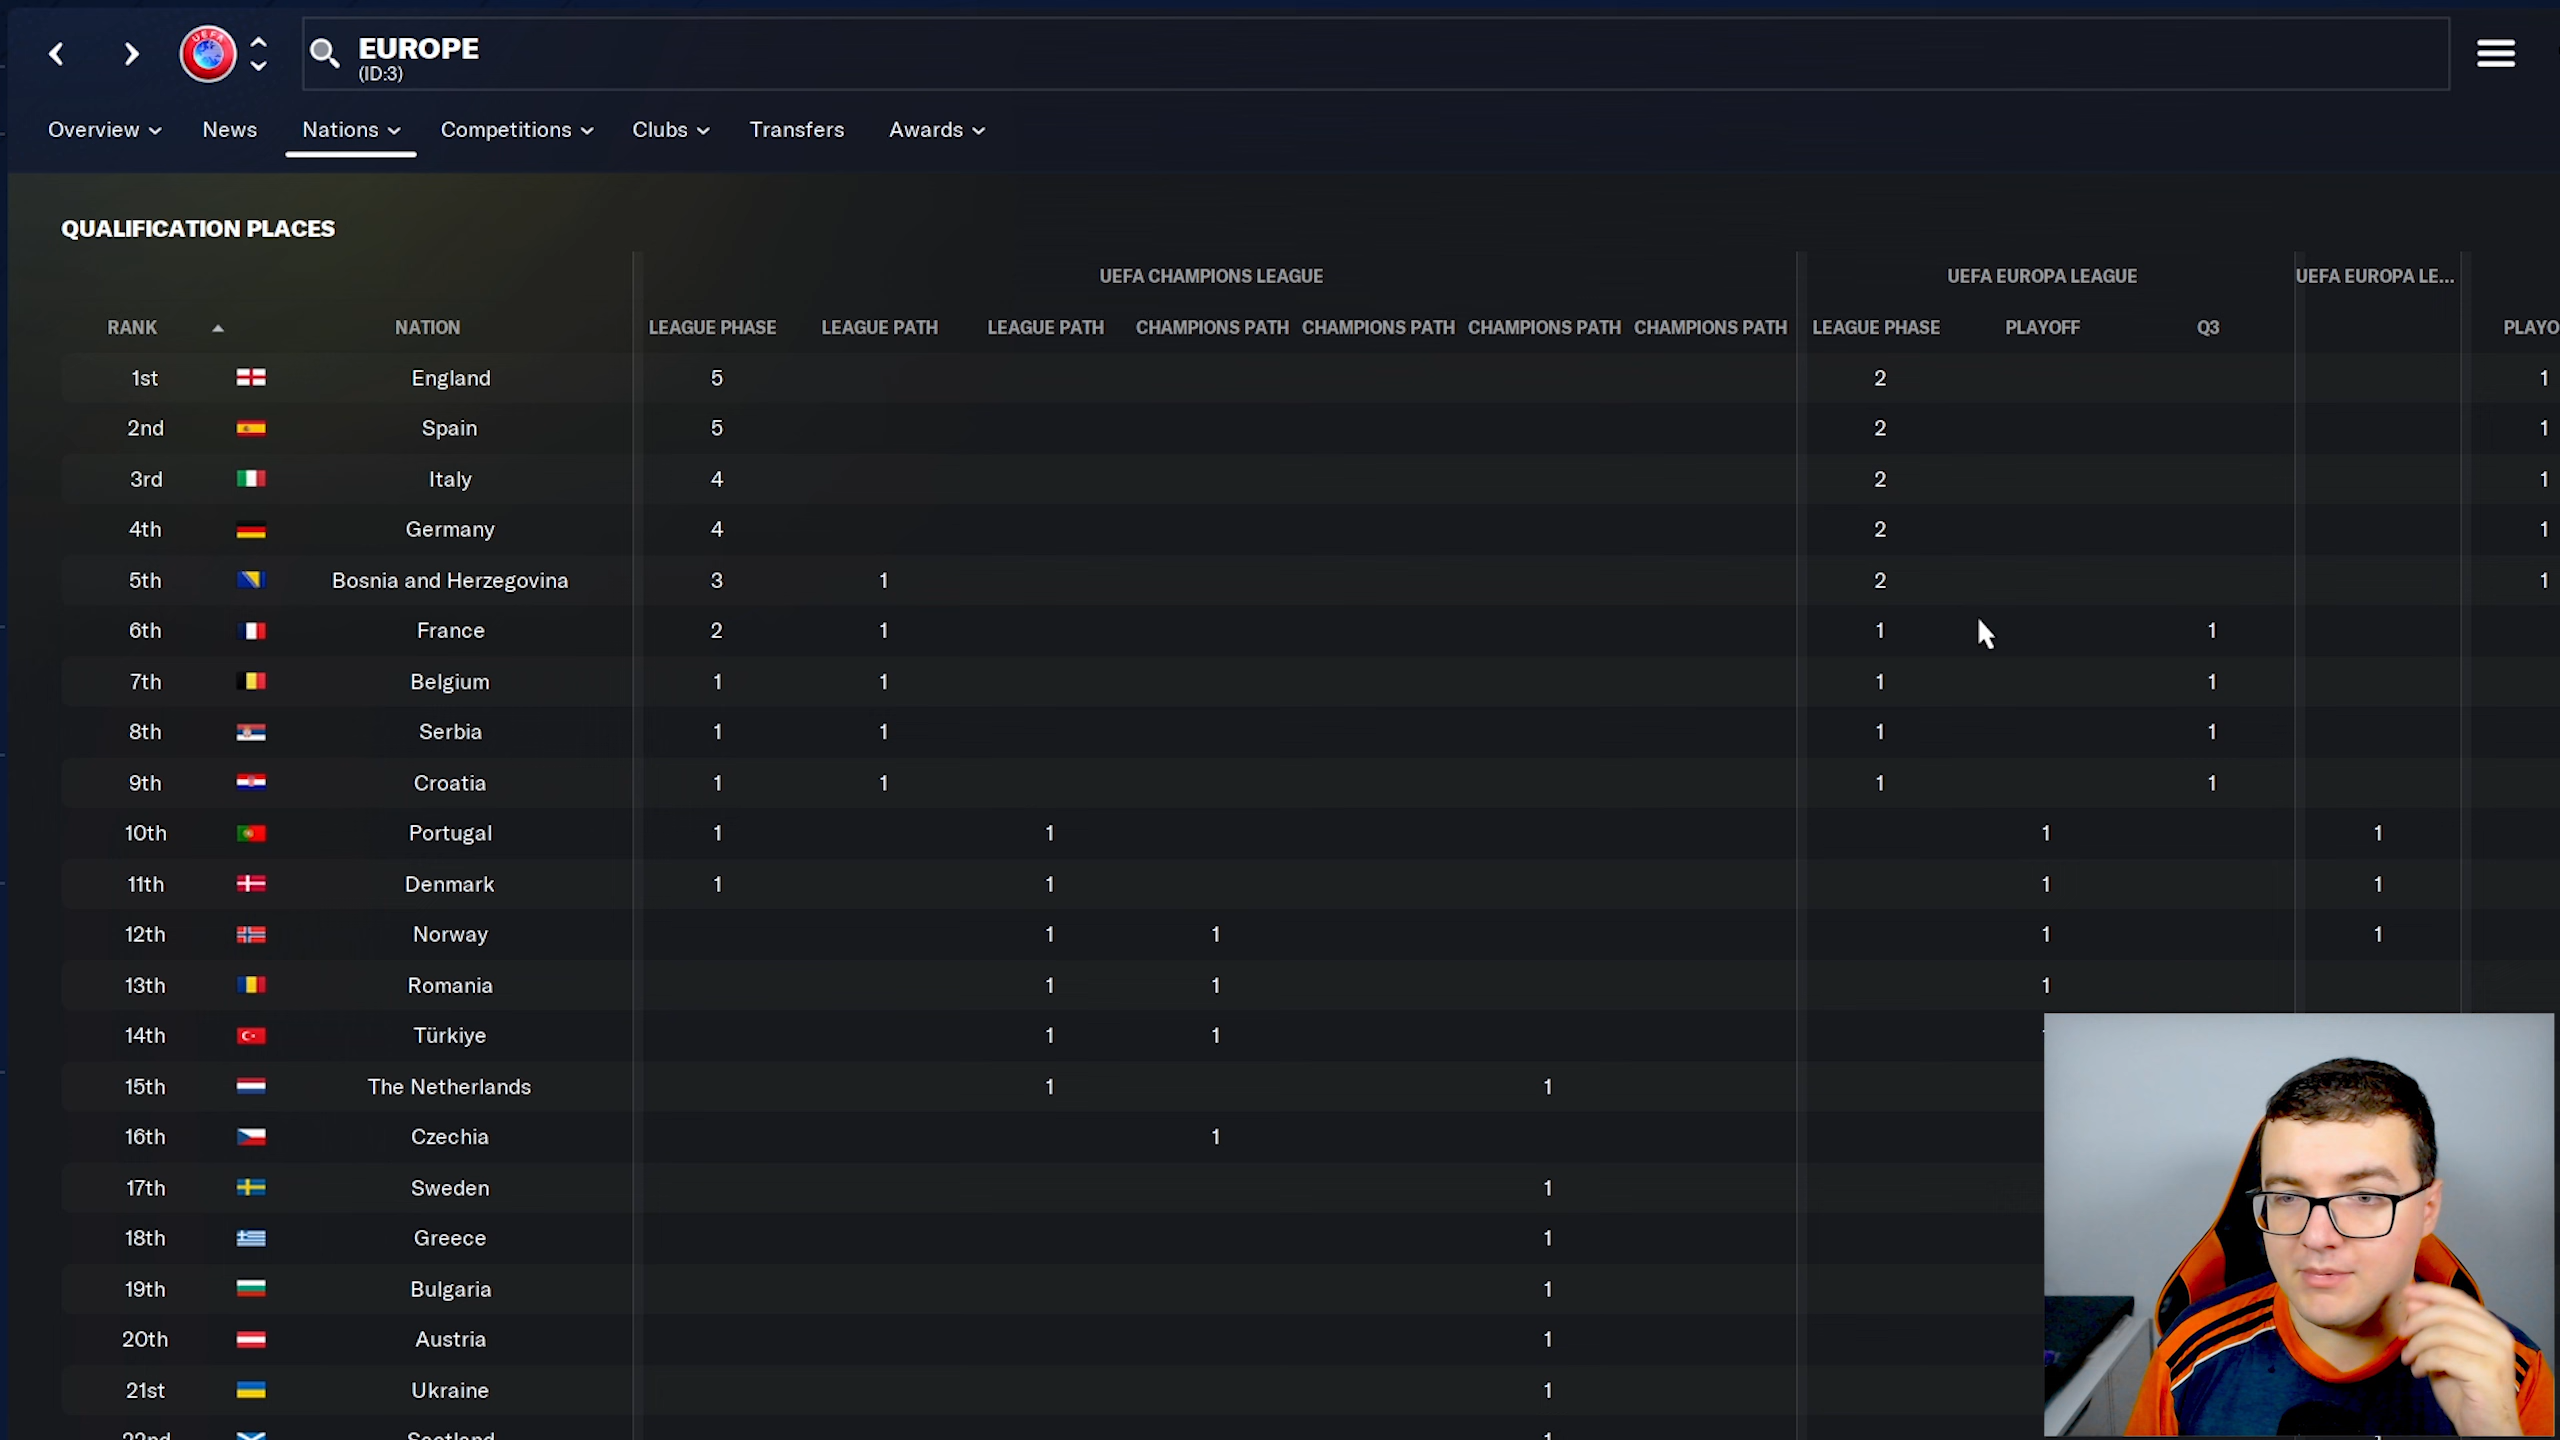 EUROPE
(ID:3)
Overview News Nations Competitions Clubs Transfers Awards
QUALIFICATION PLACES
UEFA CHAMPIONS LEAGUE UEFA EUROPA LEAGUE UEFA EUROPA LE...
RANK NATION LEAGUE PHASE LEAGUE PATH LEAGUE PATH CHAMPIONS PATH CHAMPIONS PATH CHAMPIONS PATH CHAMPIONS PATH LEAGUE PHASE PLAYOFF Q3 PLAYO
1st England 5 2 1
2nd Spain 5 2 1
3rd Italy 4 2 1
4th Germany 4 2 1
5th Bosnia and Herzegovina 3 1 2 1
6th France 2 1 1 1
7th Belgium 1 1 1 1
8th Serbia 1 1 1 1
9th Croatia 1 1 1 1
10th Portugal 1 1 1 1
11th Denmark 1 1 1 1
12th Norway 1 1 1 1
13th Romania 1 1 1
14th Türkiye 1 1
15th The Netherlands 1 1
16th Czechia 1
17th Sweden 1
18th Greece 1
19th Bulgaria 1
20th Austria 1
21st Ukraine 1
22nd Scotland 1